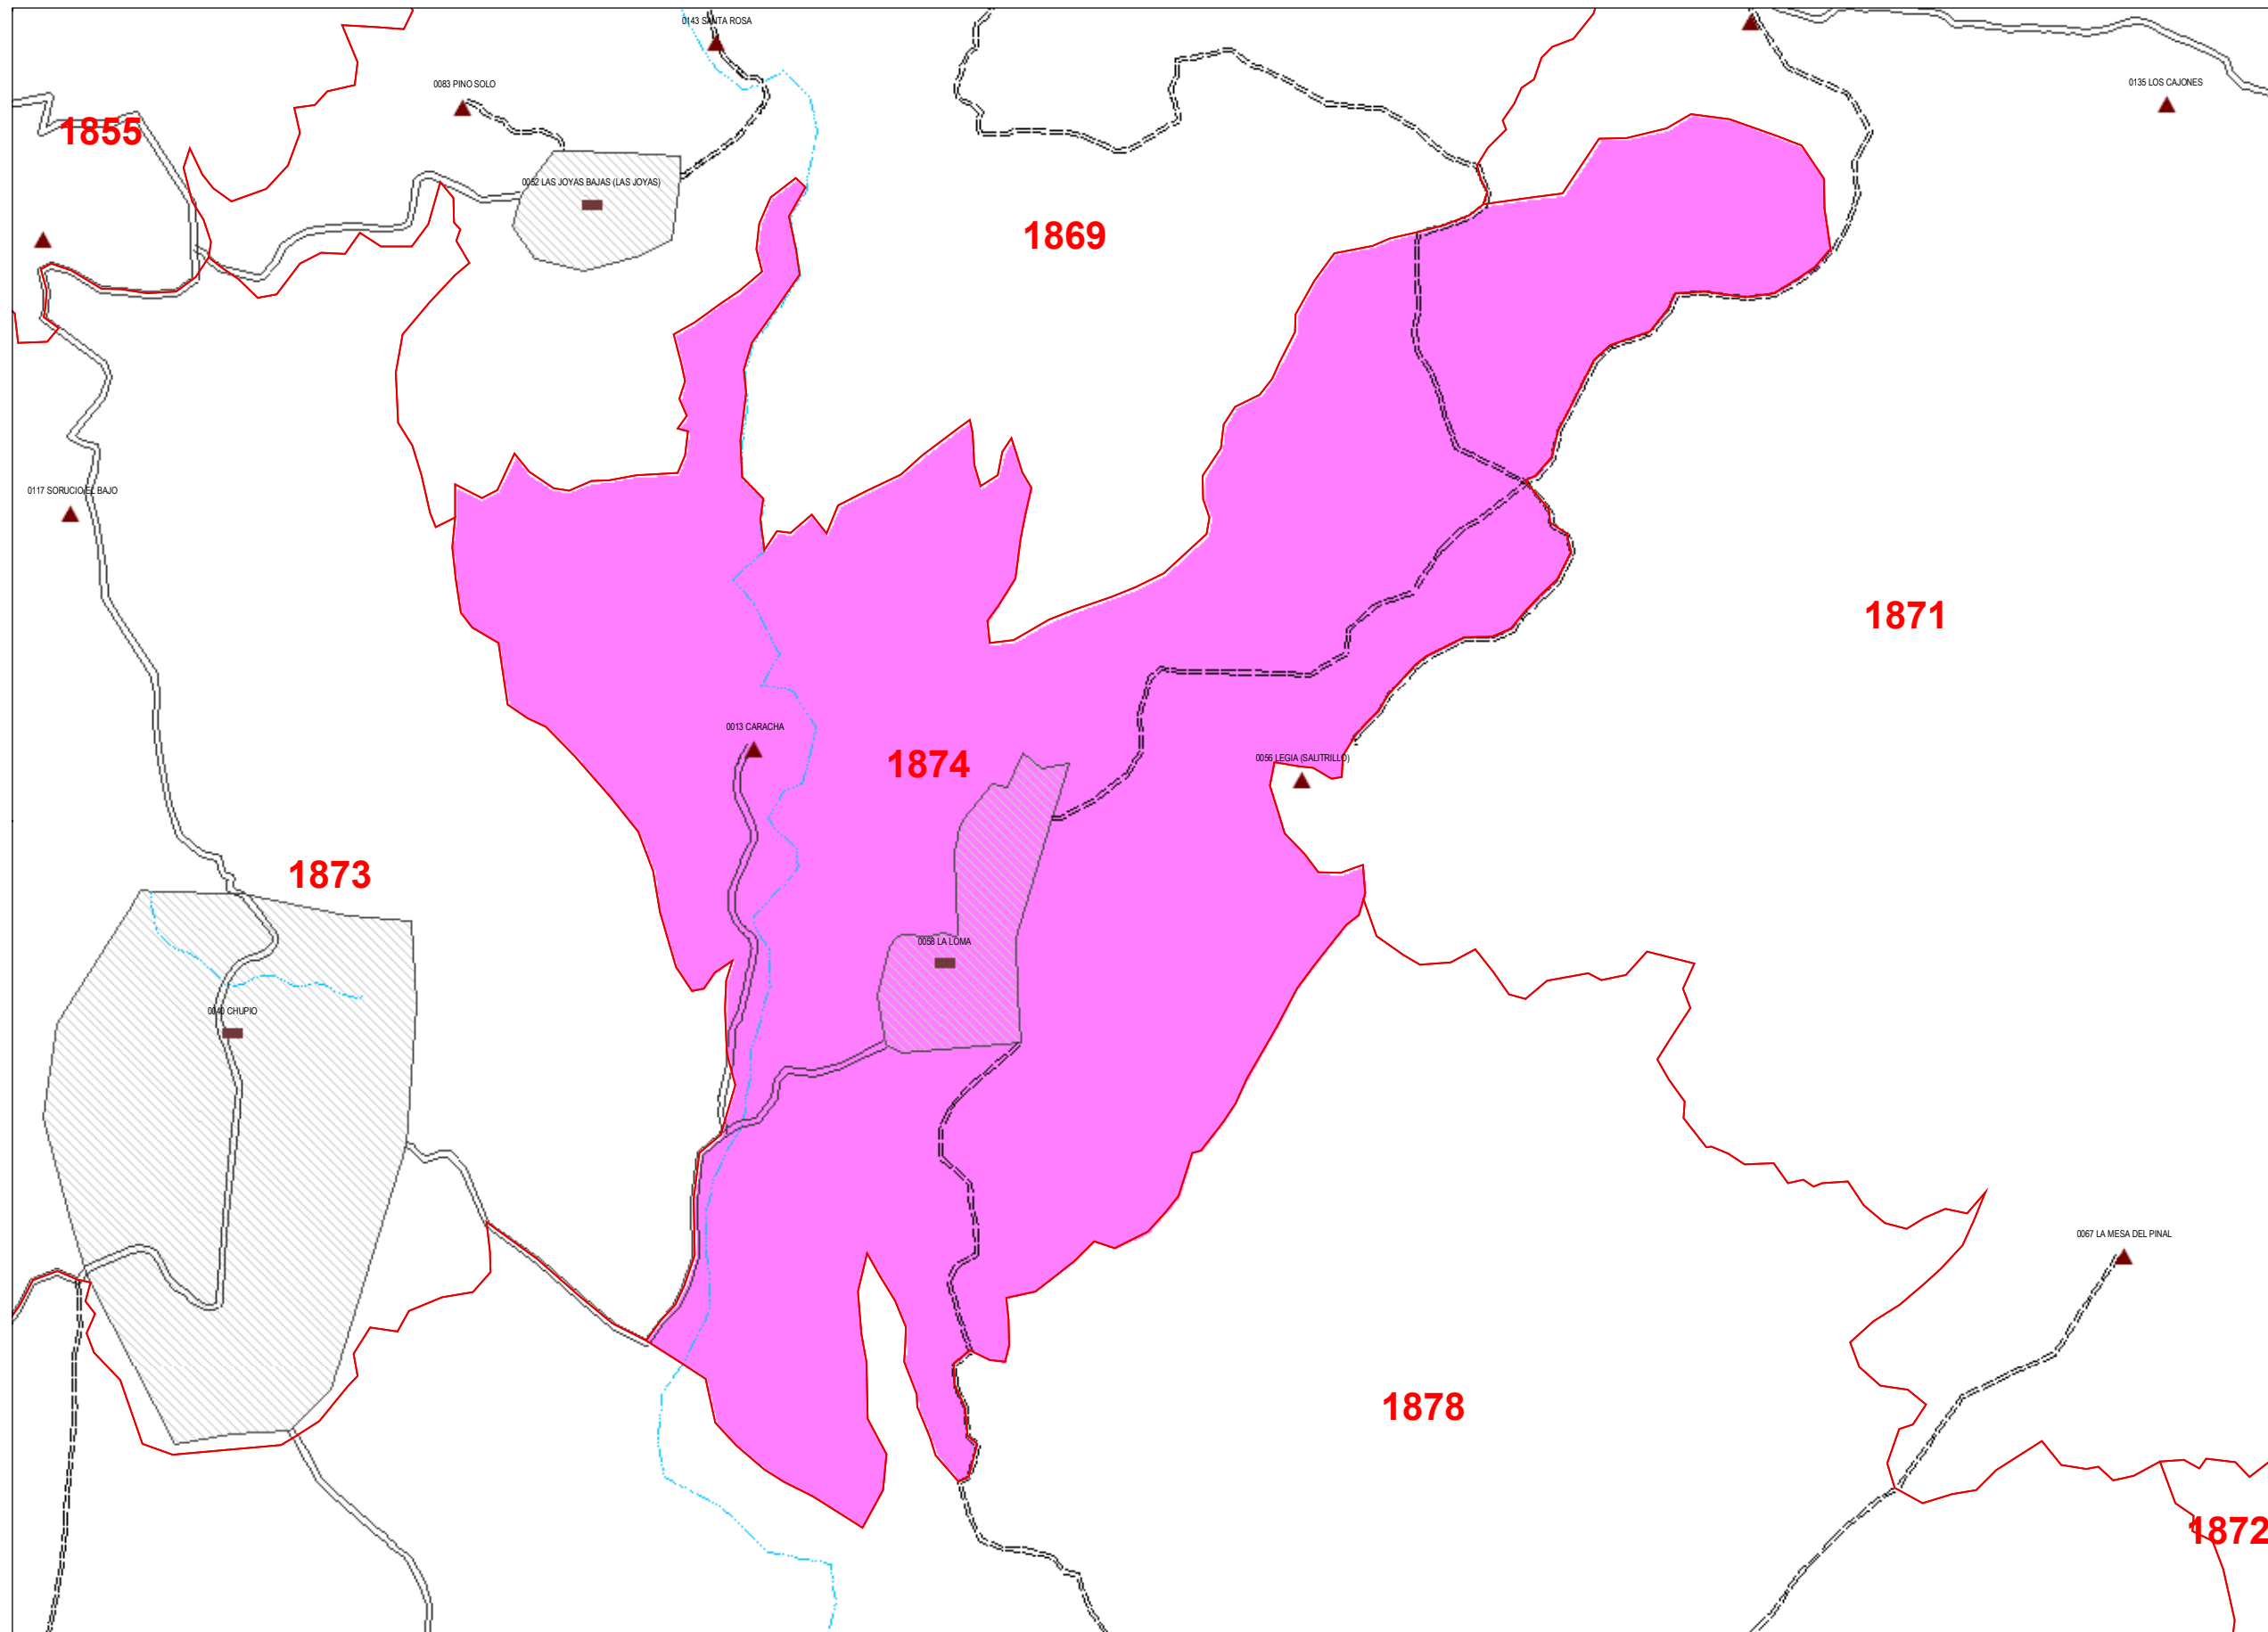 0143 SANTA ROSA
0083 PINO SOLO
0135 LOS CAJONES
1855
0052 LAS JOYAS BAJAS (LAS JOYAS)
1869
0117 SORUCIO EL BAJO
1871
0013 CARACHA
1874
0056 LEGIA (SALITRILLO)
1873
0058 LA LOMA
0040 CHUPIO
0067 LA MESA DEL PINAL
1878
1872